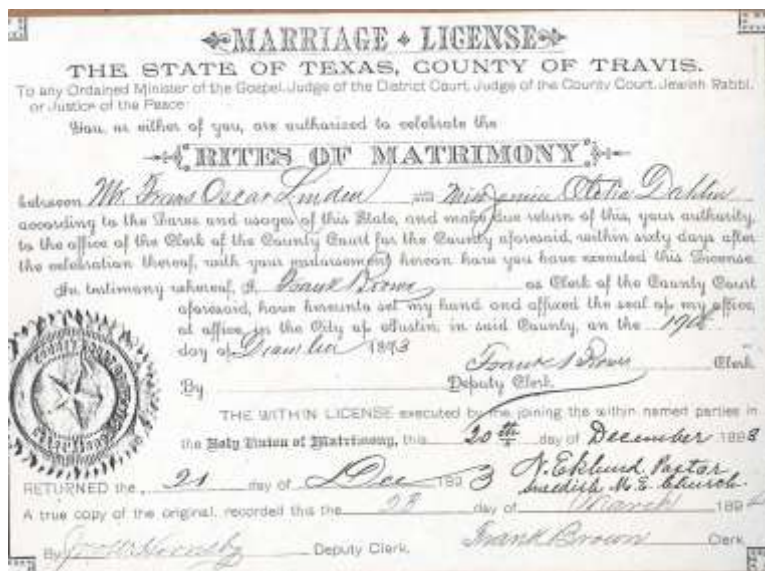 MARRIAGE + LICENSE
THE STATE OF TEXAS, COUNTY OF TRAVIS.
To any Ordained Minister of the Gospel, Judge of the District Court, Judge of the County Court, Jewish Rabbi,
or Justice of the Peace:
You, or either of you, are authorized to celebrate the
RITES OF MATRIMONY
between Mr. Frans Oscar Linden and Miss Otelia Dahlin
according to the Laws and usages of this State, and make due return of this, your authority,
to the office of the Clerk of the County Court for the County aforesaid, within sixty days after
the celebration thereof, with your endorsement hereon how you have executed this License.
In testimony whereof, I Frank Brown as Clerk of the County Court
aforesaid, have hereunto set my hand and affixed the seal of my office,
at office, in the City of Austin, in said County, on the
day of 1893
Frank Brown Clerk.
By Deputy Clerk.
THE WITHIN LICENSE executed by me joining the within named parties in
the Holy Union of Matrimony, this 20th day of December 1893
N. Eklund, Pastor
Swedish M. E. Church.
RETURNED the 21 day of Dec 1893
A true copy of the original, recorded this the 28 day of March 1894
By Hornsby Deputy Clerk, Frank Brown Clerk